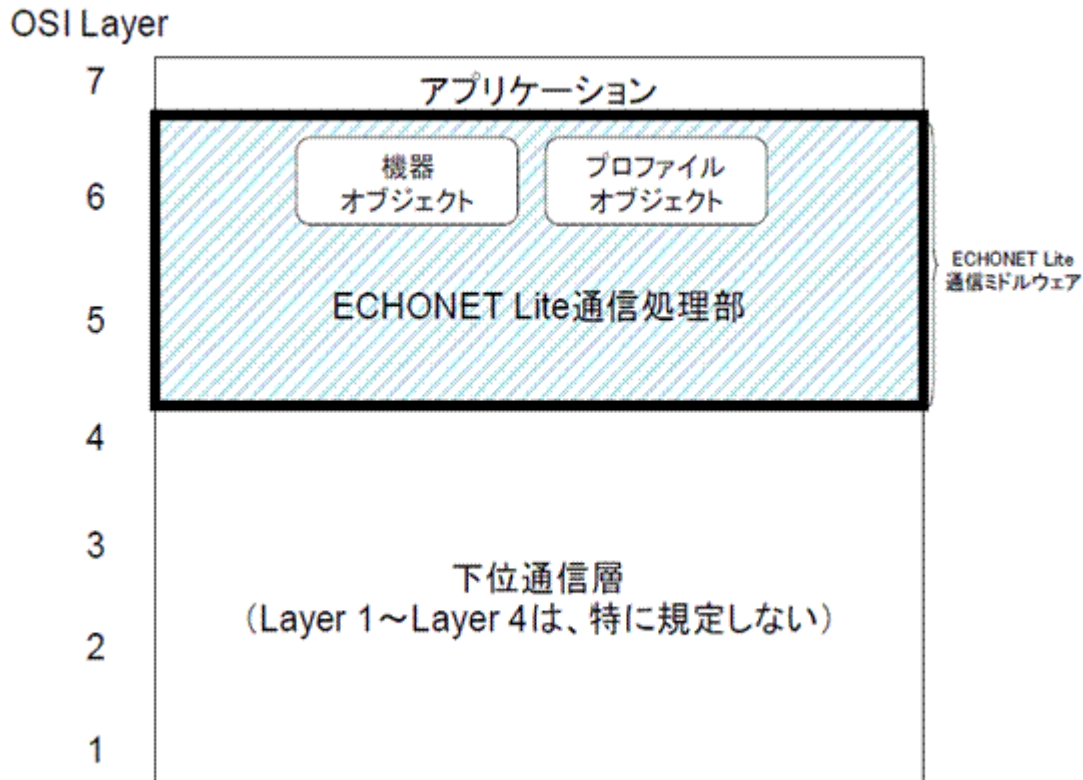 OSI Layer
7
アプリケーション
機器
オブジェクト
プロファイル
オブジェクト
6
ECHONET Lite
通信ミドルウェア
5
ECHONET Lite通信処理部
4
3
下位通信層
（Layer 1～Layer 4は、特に規定しない）
2
1